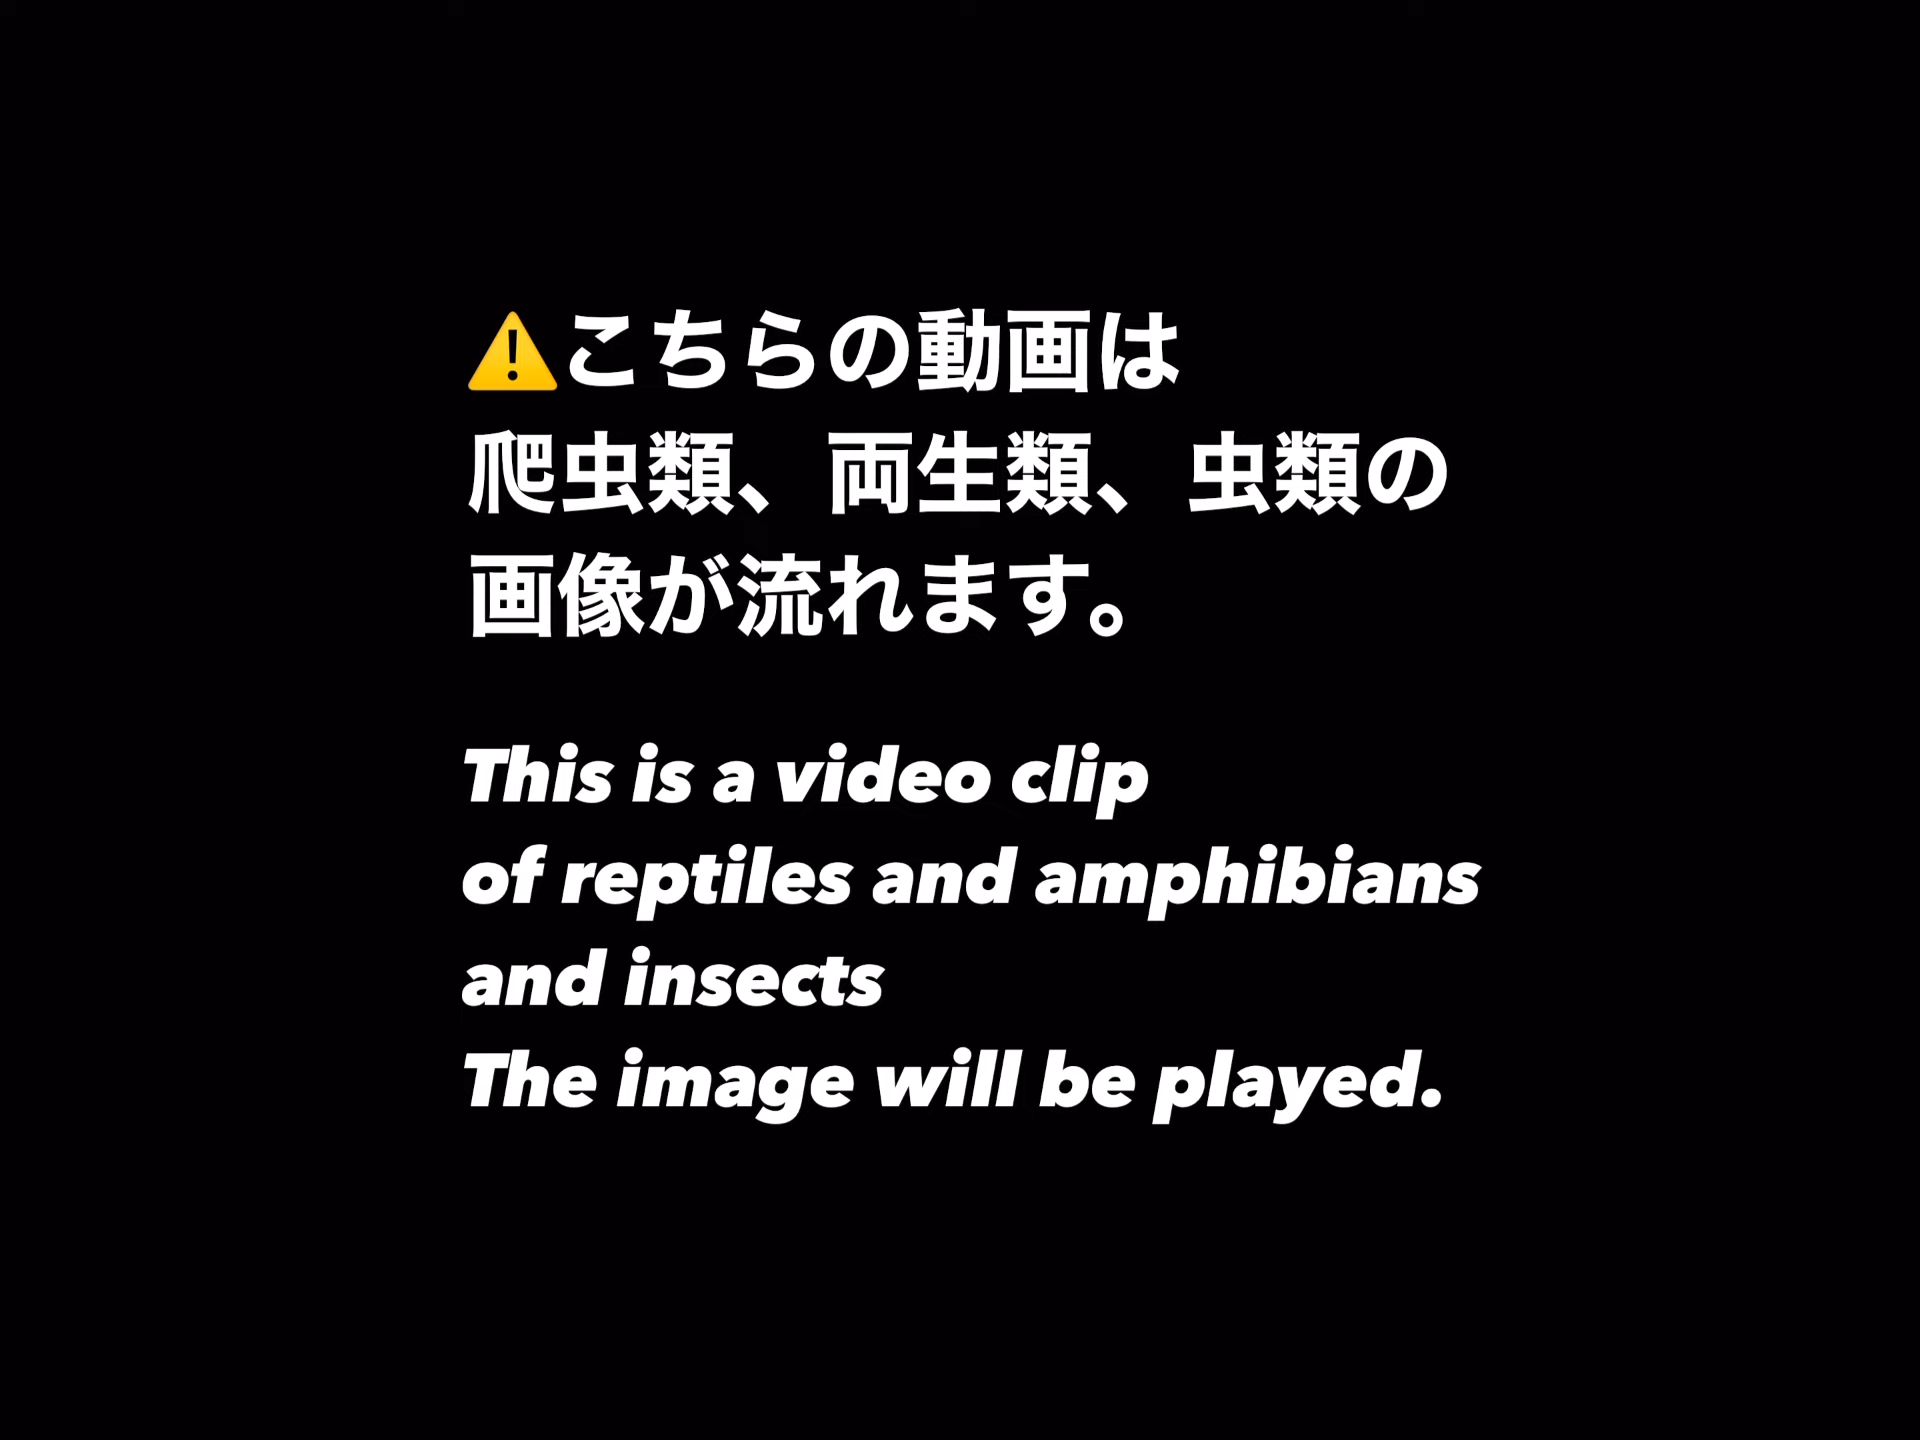 ⚠️こちらの動画は
爬虫類、両生類、虫類の
画像が流れます。
This is a video clip
of reptiles and amphibians
and insects
The image will be played.